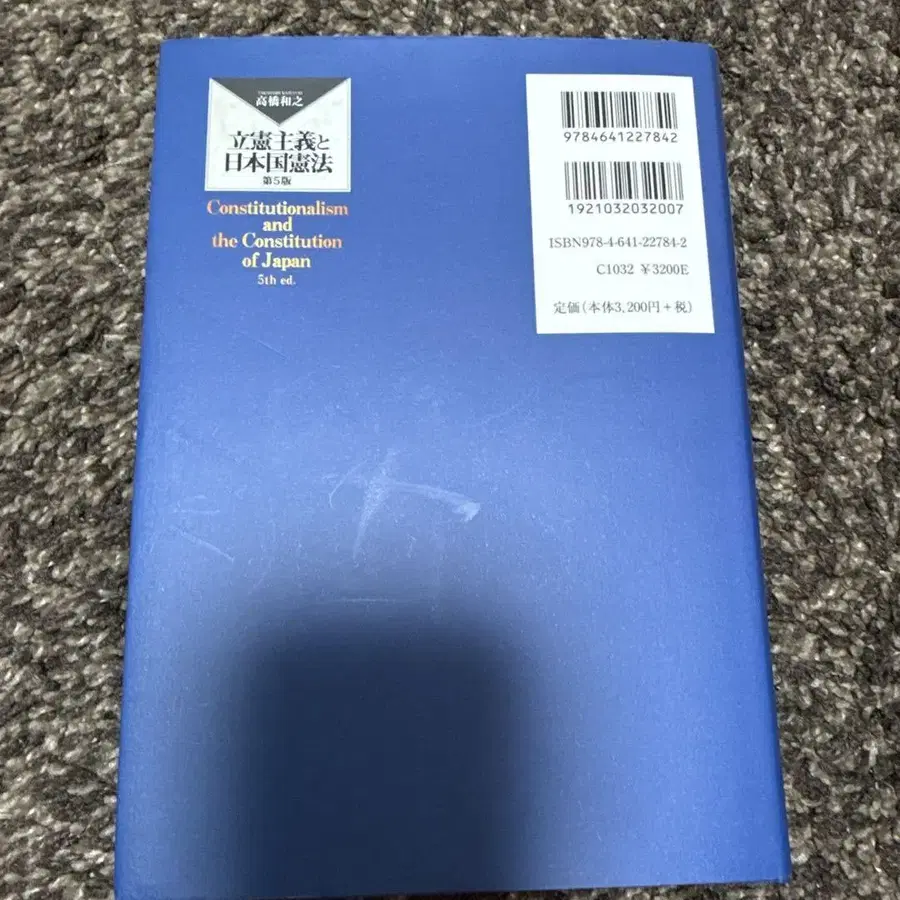 高橋和之
立憲主義と
日本国憲法
第5版
Constitutionalism
and
the Constitution
of Japan
5th ed.
9784641227842
1921032032007
ISBN978-4-641-22784-2
C1032 ¥3200E
定価(本体3,200円+税)